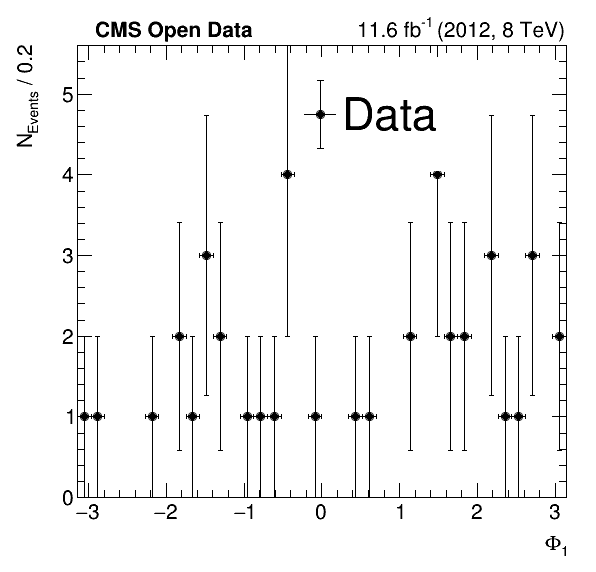 CMS Open Data 11.6 fb⁻¹ (2012, 8 TeV)
N_Events / 0.2
Data
5
4
3
2
1
0
−3 −2 −1 0 1 2 3
Φ₁